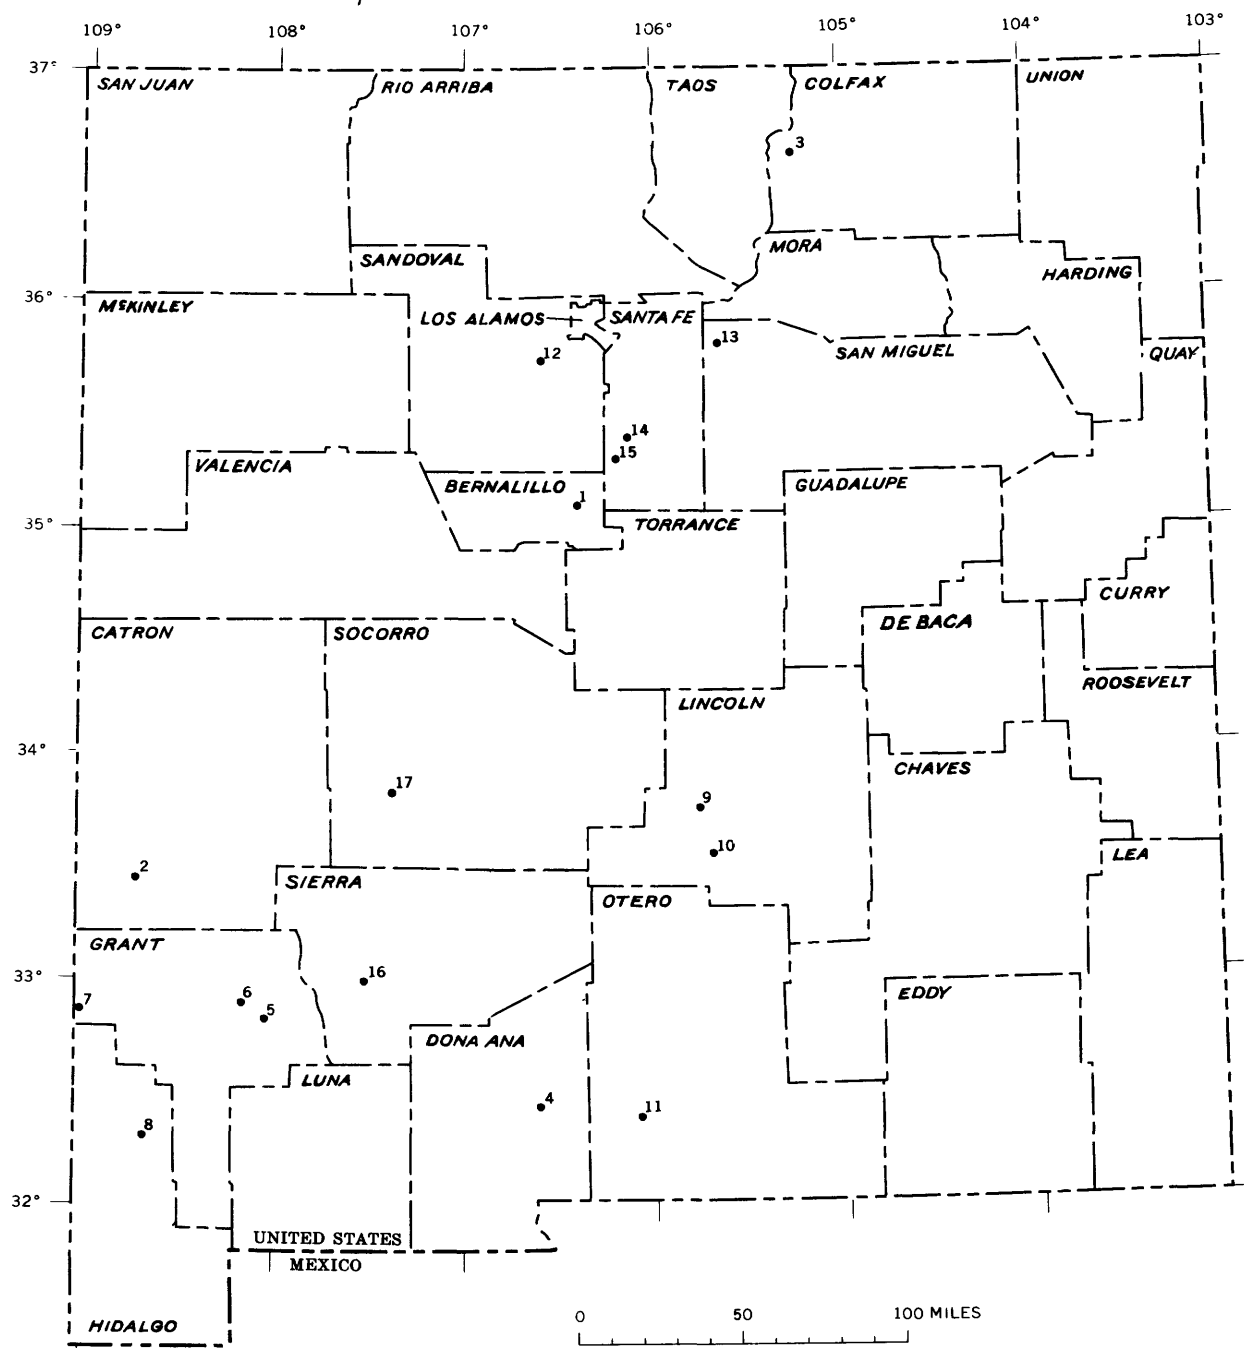 109° 108° 107° 106° 105° 104° 103°
37°
SAN JUAN RIO ARRIBA TAOS COLFAX UNION
3
MORA
SANDOVAL HARDING
36°
McKINLEY LOS ALAMOS SANTA FE
13
12 SAN MIGUEL QUAY
14
15
VALENCIA
BERNALILLO 1 GUADALUPE
35°
TORRANCE
CURRY
CATRON SOCORRO DE BACA
ROOSEVELT
LINCOLN
34°
CHAVES
17
9
10
LEA
2
SIERRA
OTERO
GRANT
33°
16
7 6 5
EDDY
DONA ANA
LUNA
4 11
8
32°
UNITED STATES
MEXICO
0 50 100 MILES
HIDALGO